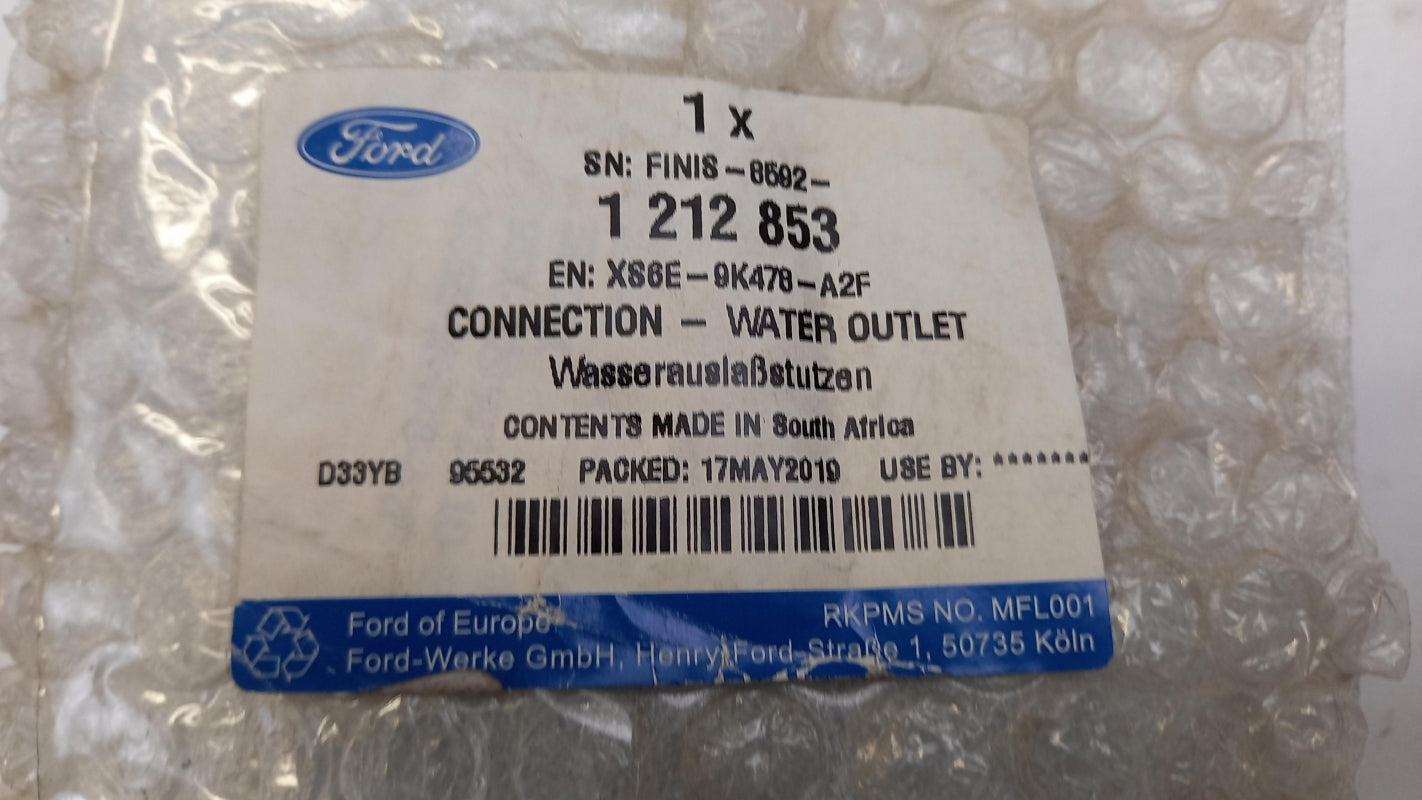 Ford
1 x
SN: FINIS-8592-
1 212 853
EN: XS6E-9K478-A2F
CONNECTION - WATER OUTLET
Wasserauslaßstutzen
CONTENTS MADE IN South Africa
D33YB 95532 PACKED: 17MAY2019 USE BY: *******
Ford of Europe RKPMS NO. MFL001
Ford-Werke GmbH, Henry-Ford-Straße 1, 50735 Köln